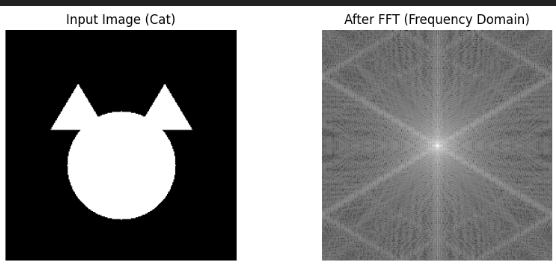 Input Image (Cat)
After FFT (Frequency Domain)